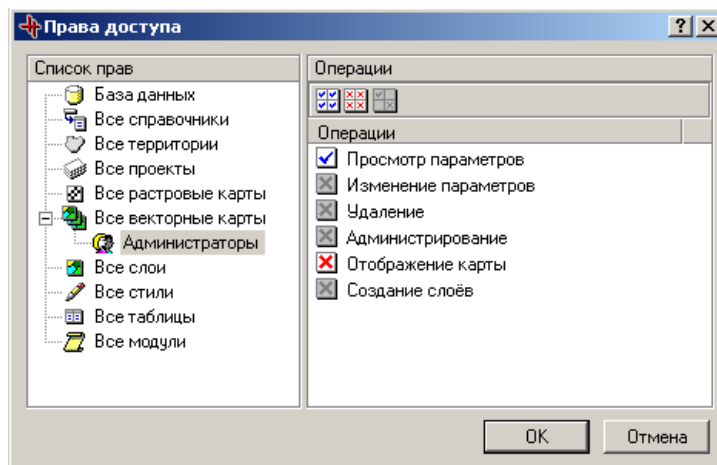 Права доступа
Список прав
База данных
Все справочники
Все территории
Все проекты
Все растровые карты
Все векторные карты
Администраторы
Все слои
Все стили
Все таблицы
Все модули
Операции
Операции
Просмотр параметров
Изменение параметров
Удаление
Администрирование
Отображение карты
Создание слоёв
OK
Отмена